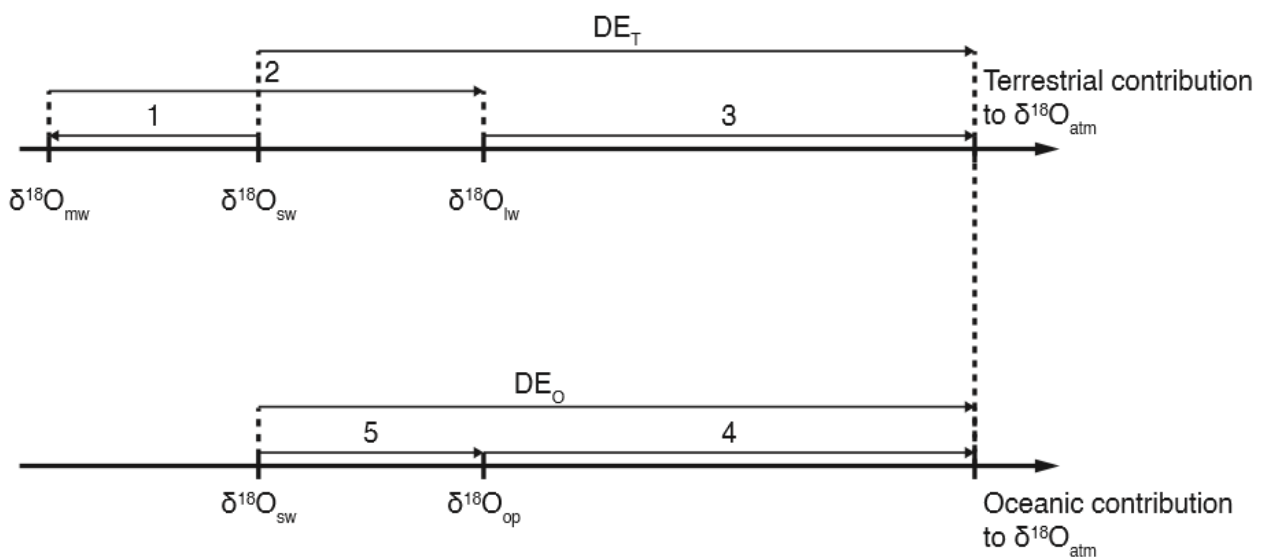 DE_T
2
Terrestrial contribution
1
3
to δ¹⁸O_atm
δ¹⁸O_mw
δ¹⁸O_sw
δ¹⁸O_lw
DE_O
5
4
δ¹⁸O_sw
δ¹⁸O_op
Oceanic contribution
to δ¹⁸O_atm